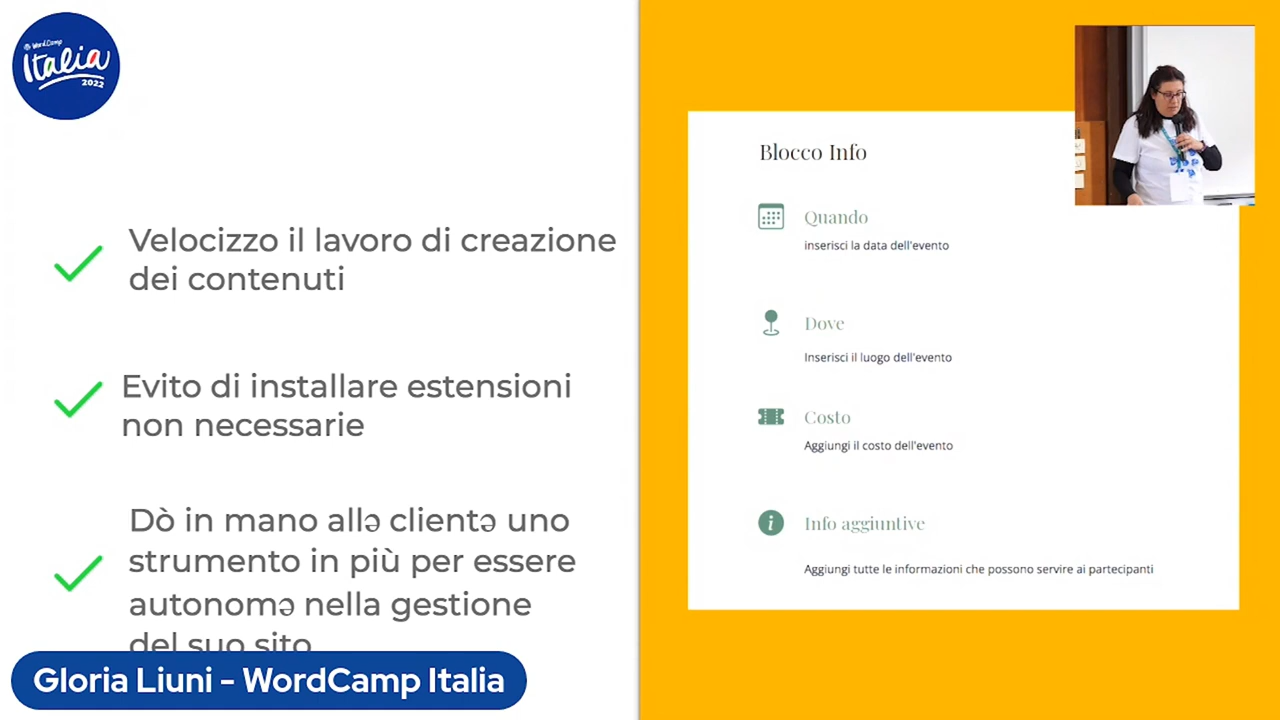 WordCamp
Italia
2022
Velocizzo il lavoro di creazione
dei contenuti
Evito di installare estensioni
non necessarie
Dò in mano allə clientə uno
strumento in più per essere
autonomə nella gestione
del suo sito
Gloria Liuni - WordCamp Italia
Blocco Info
Quando
inserisci la data dell'evento
Dove
Inserisci il luogo dell'evento
Costo
Aggiungi il costo dell'evento
Info aggiuntive
Aggiungi tutte le informazioni che possono servire ai partecipanti